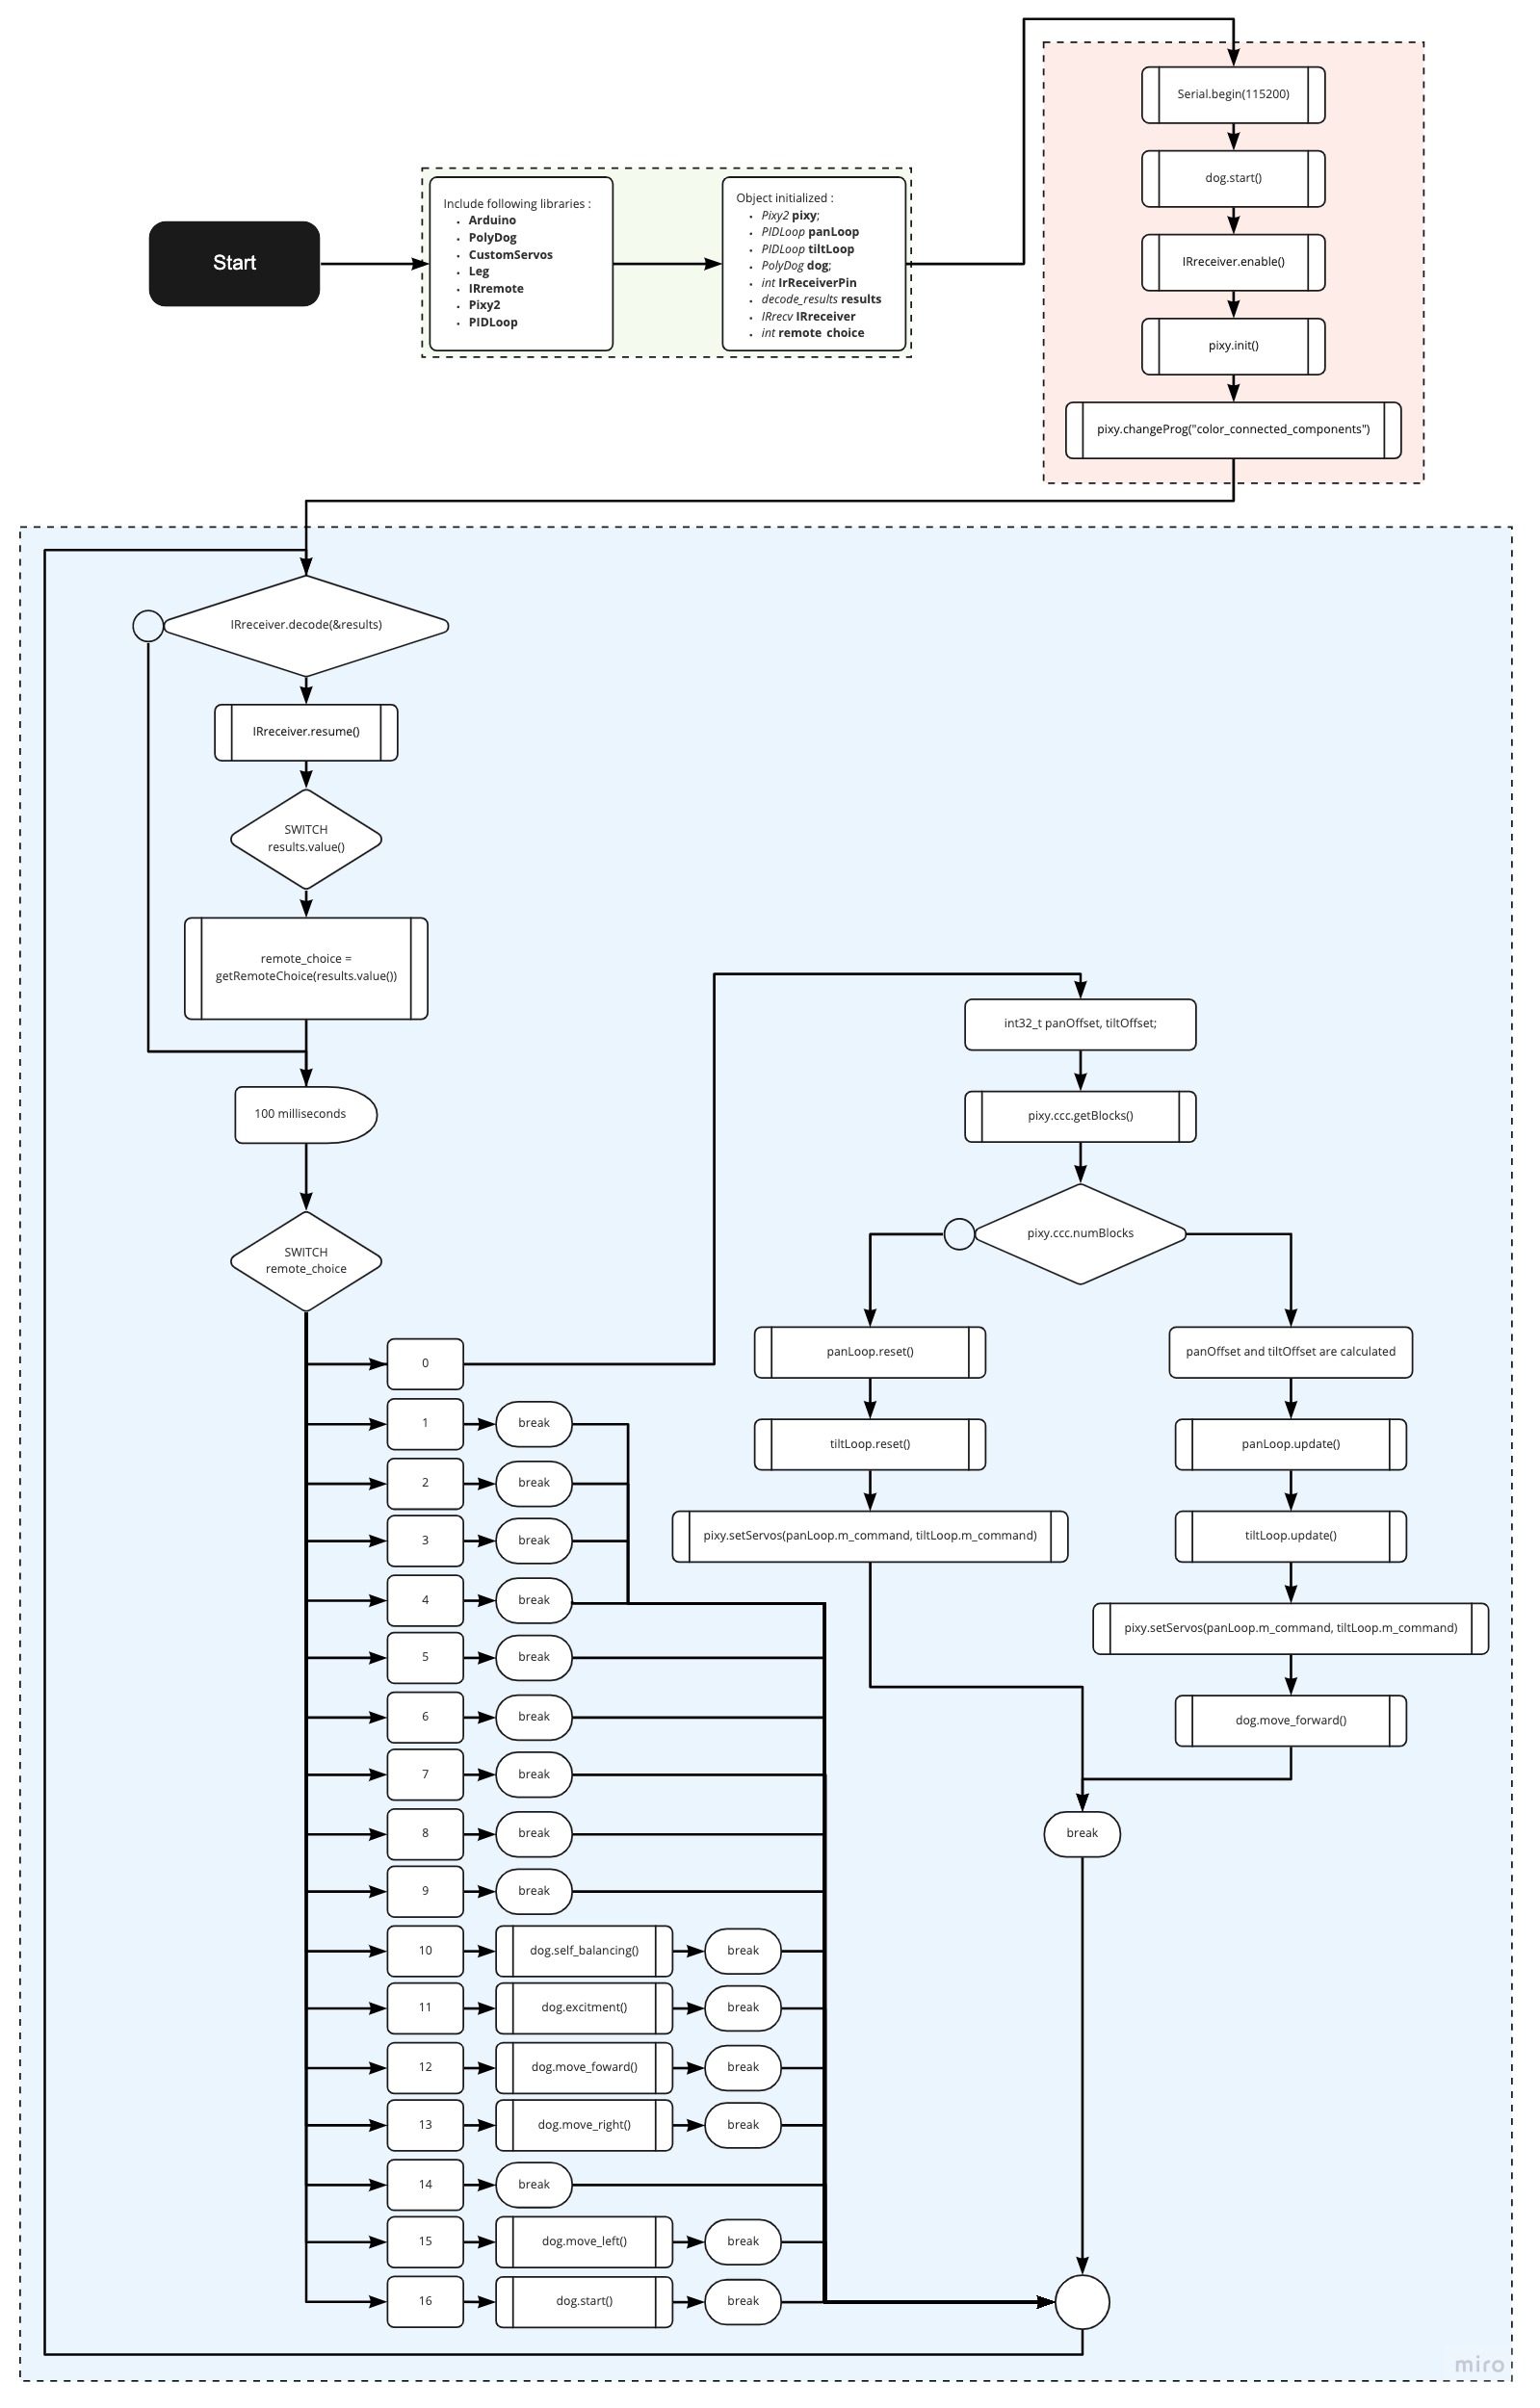 Start
Include following libraries :
• Arduino
• PolyDog
• CustomServos
• Leg
• IRremote
• Pixy2
• PIDLoop
Object initialized :
• Pixy2 pixy;
• PIDLoop panLoop
• PIDLoop tiltLoop
• PolyDog dog;
• int IrReceiverPin
• decode_results results
• IRrecv IRreceiver
• int remote choice
Serial.begin(115200)
dog.start()
IRreceiver.enable()
pixy.init()
pixy.changeProg("color_connected_components")
IRreceiver.decode(&results)
IRreceiver.resume()
SWITCH
results.value()
remote_choice =
getRemoteChoice(results.value())
100 milliseconds
SWITCH
remote_choice
0
1
break
2
break
3
break
4
break
5
break
6
break
7
break
8
break
9
break
10
dog.self_balancing()
break
11
dog.excitment()
break
12
dog.move_foward()
break
13
dog.move_right()
break
14
break
15
dog.move_left()
break
16
dog.start()
break
int32_t panOffset, tiltOffset;
pixy.ccc.getBlocks()
pixy.ccc.numBlocks
panLoop.reset()
tiltLoop.reset()
pixy.setServos(panLoop.m_command, tiltLoop.m_command)
panOffset and tiltOffset are calculated
panLoop.update()
tiltLoop.update()
pixy.setServos(panLoop.m_command, tiltLoop.m_command)
dog.move_forward()
break
miro